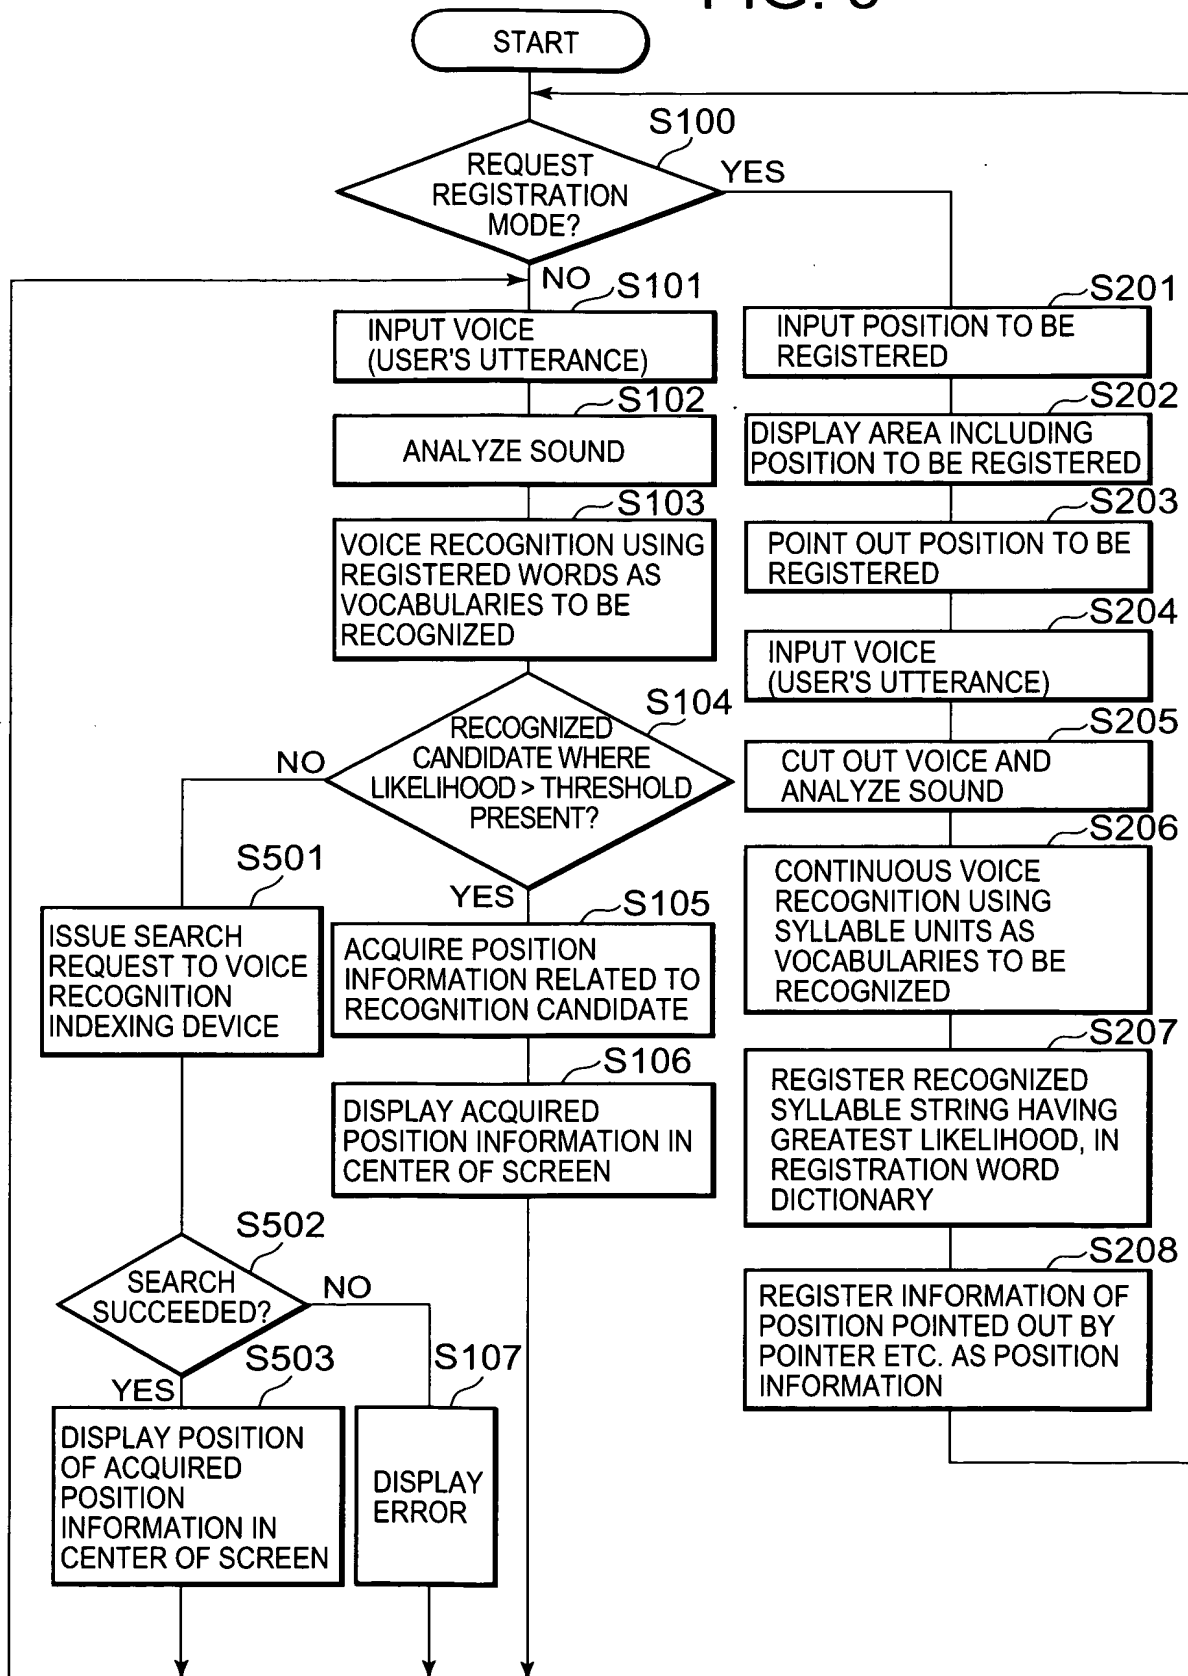 START
S100
REQUEST
REGISTRATION
MODE?
YES
NO
S101
INPUT VOICE
(USER'S UTTERANCE)
S102
ANALYZE SOUND
S103
VOICE RECOGNITION USING
REGISTERED WORDS AS
VOCABULARIES TO BE
RECOGNIZED
S104
RECOGNIZED
CANDIDATE WHERE
LIKELIHOOD > THRESHOLD
PRESENT?
NO
YES
S105
ACQUIRE POSITION
INFORMATION RELATED TO
RECOGNITION CANDIDATE
S106
DISPLAY ACQUIRED
POSITION INFORMATION IN
CENTER OF SCREEN
S501
ISSUE SEARCH
REQUEST TO VOICE
RECOGNITION
INDEXING DEVICE
S502
SEARCH
SUCCEEDED?
NO
YES
S503
DISPLAY POSITION
OF ACQUIRED
POSITION
INFORMATION IN
CENTER OF SCREEN
S107
DISPLAY
ERROR
S201
INPUT POSITION TO BE
REGISTERED
S202
DISPLAY AREA INCLUDING
POSITION TO BE REGISTERED
S203
POINT OUT POSITION TO BE
REGISTERED
S204
INPUT VOICE
(USER'S UTTERANCE)
S205
CUT OUT VOICE AND
ANALYZE SOUND
S206
CONTINUOUS VOICE
RECOGNITION USING
SYLLABLE UNITS AS
VOCABULARIES TO BE
RECOGNIZED
S207
REGISTER RECOGNIZED
SYLLABLE STRING HAVING
GREATEST LIKELIHOOD, IN
REGISTRATION WORD
DICTIONARY
S208
REGISTER INFORMATION OF
POSITION POINTED OUT BY
POINTER ETC. AS POSITION
INFORMATION